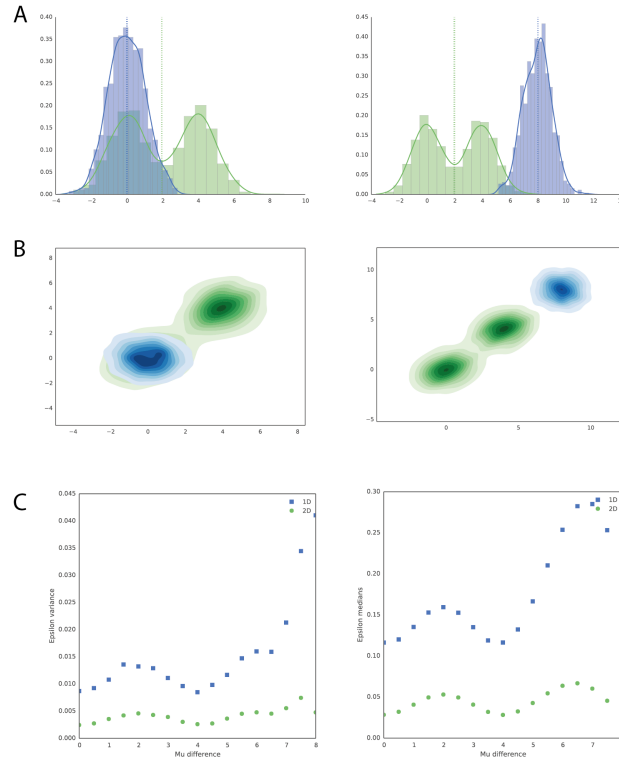 A
0.40 0.40
0.35 0.35
0.30 0.30
0.25 0.25
0.20 0.20
0.15 0.15
0.10 0.10
0.05 0.05
0.00 0.00
−4 −2 0 2 4 6 8 10 −4 −2 0 2 4 6 8 10 12
B
8
6 10
4
5
2
0
0
−2
−4 −5
−4 −2 0 2 4 6 8 0 5 10
C
0.045 0.30
1D 1D
2D 2D
0.040
0.25
0.035
0.030 0.20
0.025
0.15
0.020
0.015 0.10
0.010
0.05
0.005
0.000 0.00
0 1 2 3 4 5 6 7 8 0 1 2 3 4 5 6 7
Epsilon variance
Epsilon medians
Mu difference Mu difference